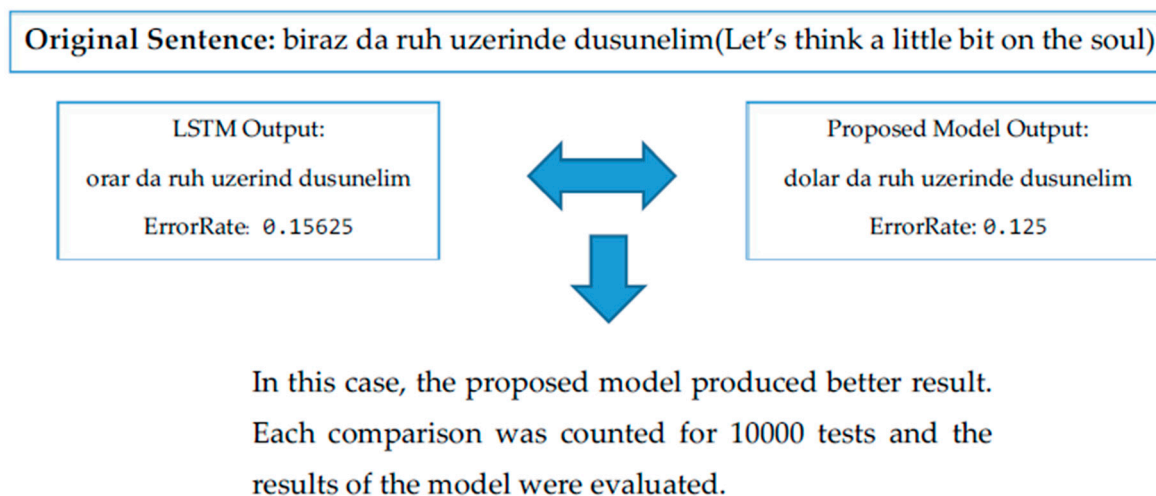 Original Sentence: biraz da ruh uzerinde dusunelim(Let's think a little bit on the soul)
LSTM Output:
orar da ruh uzerind dusunelim
ErrorRate: 0.15625
Proposed Model Output:
dolar da ruh uzerinde dusunelim
ErrorRate: 0.125
In this case, the proposed model produced better result.
Each comparison was counted for 10000 tests and the
results of the model were evaluated.